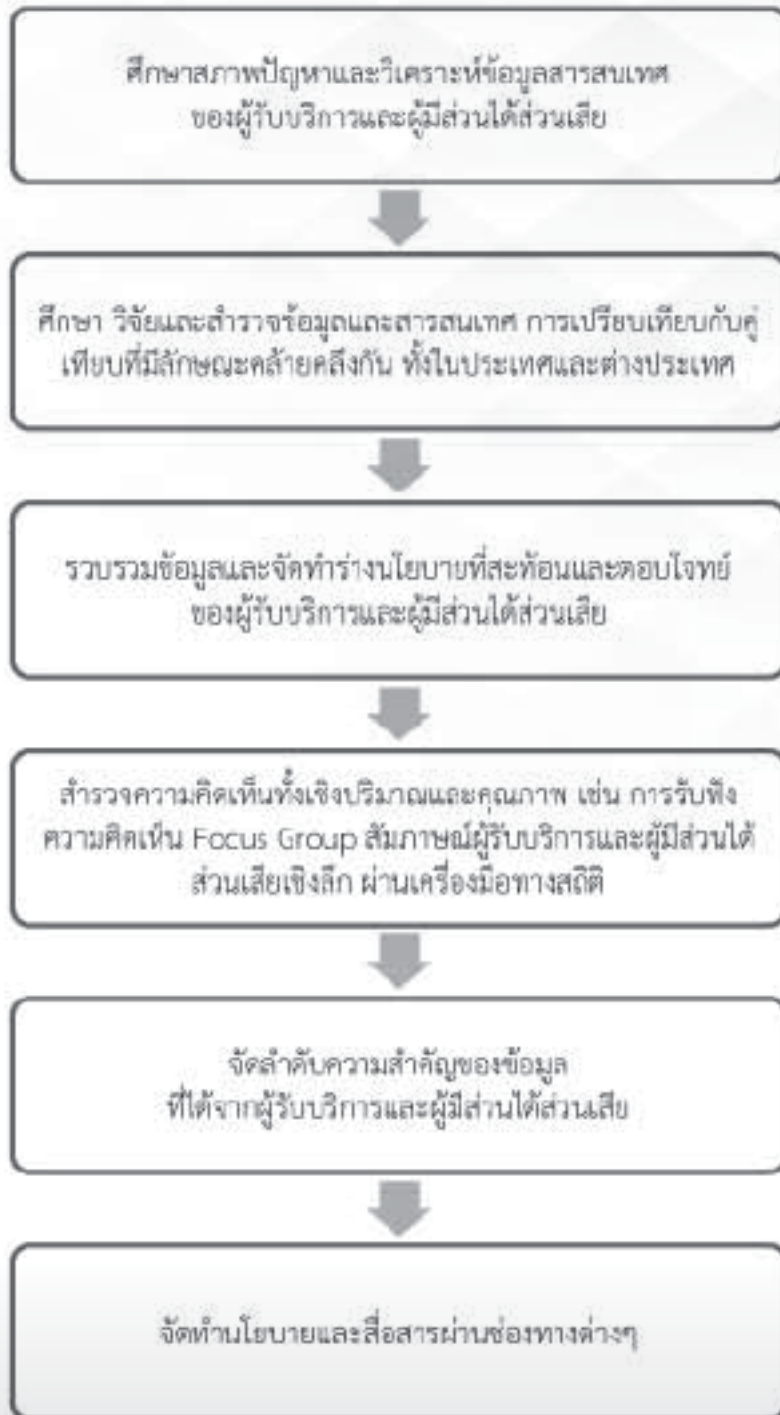 ศึกษาสภาพปัญหาและวิเคราะห์ข้อมูลสารสนเทศ
ของผู้รับบริการและผู้มีส่วนได้ส่วนเสีย
ศึกษา วิจัยและสำรวจข้อมูลและสารสนเทศ การเปรียบเทียบกับคู่
เทียบที่มีลักษณะคล้ายคลึงกัน ทั้งในประเทศและต่างประเทศ
รวบรวมข้อมูลและจัดทำร่างนโยบายที่สะท้อนและตอบโจทย์
ของผู้รับบริการและผู้มีส่วนได้ส่วนเสีย
สำรวจความคิดเห็นทั้งเชิงปริมาณและคุณภาพ เช่น การรับฟัง
ความคิดเห็น Focus Group สัมภาษณ์ผู้รับบริการและผู้มีส่วนได้
ส่วนเสียเชิงลึก ผ่านเครื่องมือทางสถิติ
จัดลำดับความสำคัญของข้อมูล
ที่ได้จากผู้รับบริการและผู้มีส่วนได้ส่วนเสีย
จัดทำนโยบายและสื่อสารผ่านช่องทางต่างๆ